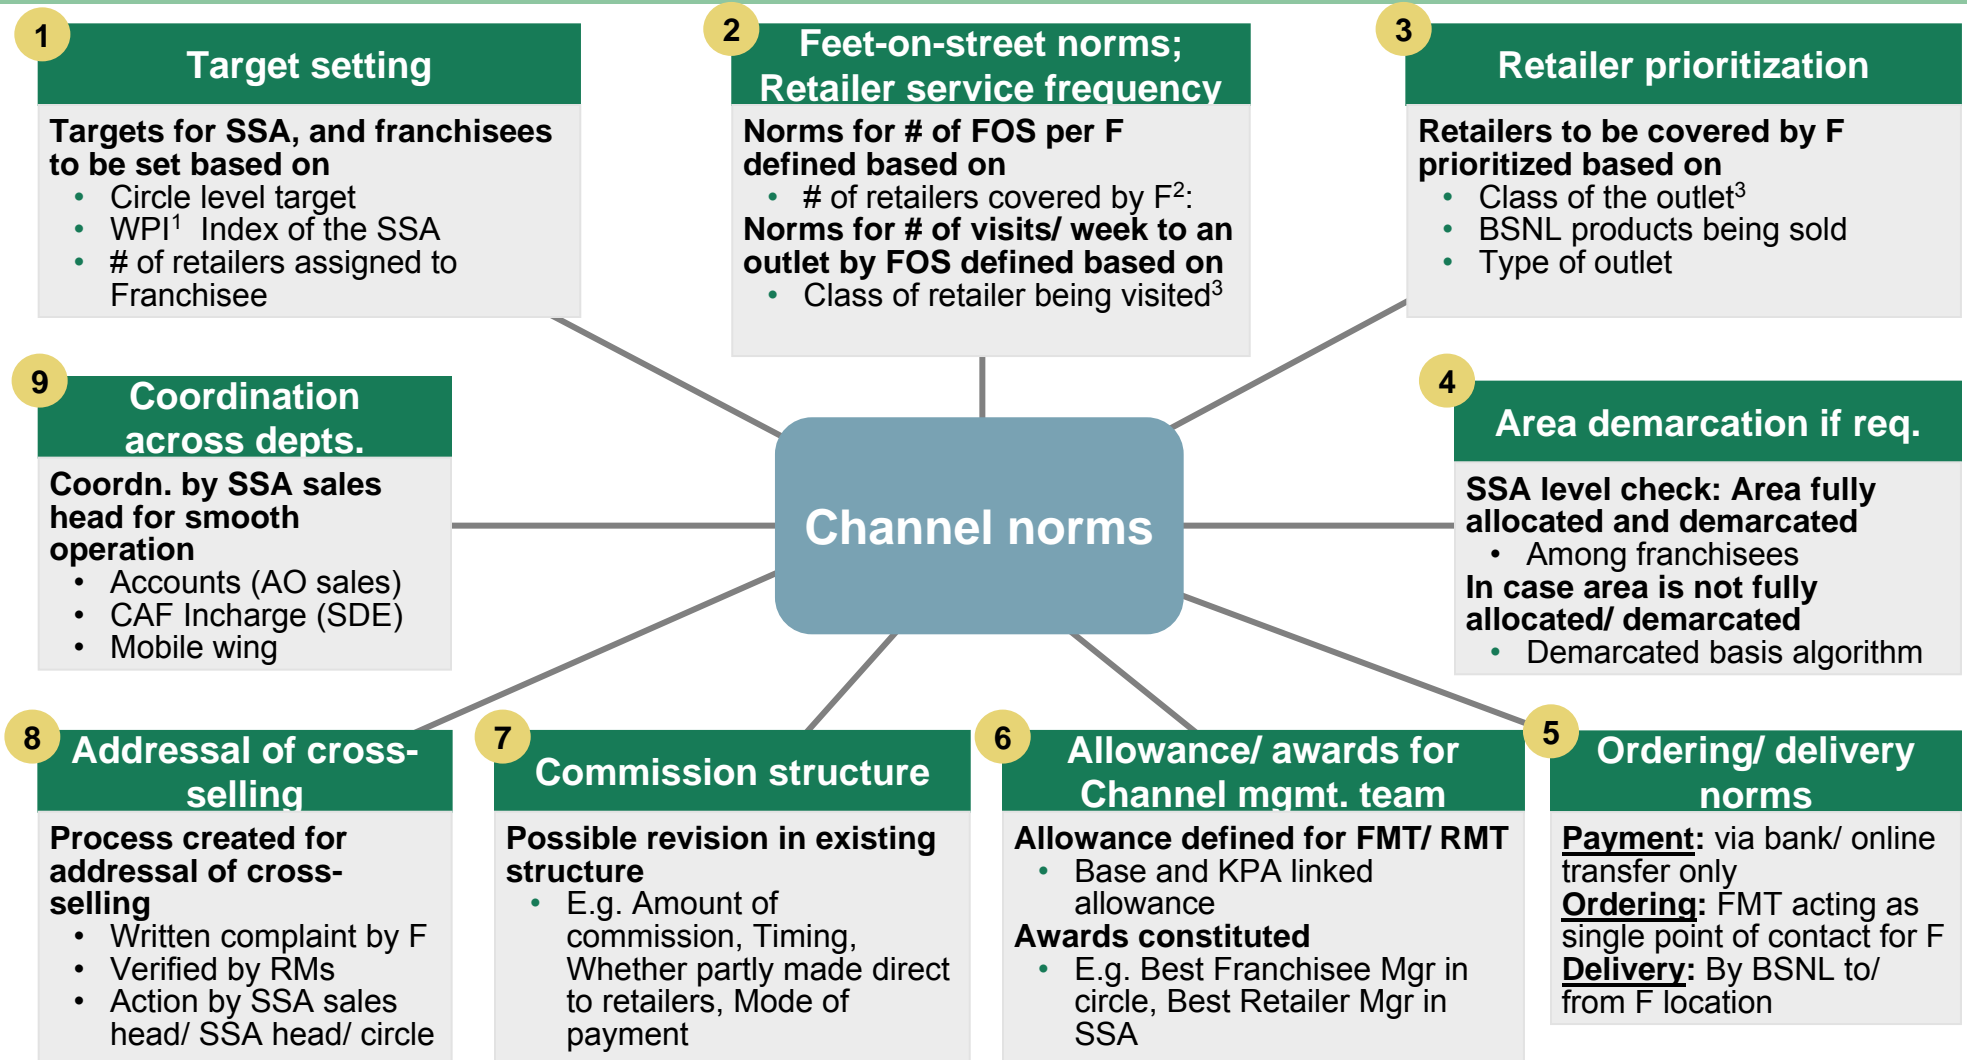 1
Target setting
Targets for SSA, and franchisees
to be set based on
• Circle level target
• WPI¹ Index of the SSA
• # of retailers assigned to
Franchisee
2
Feet-on-street norms;
Retailer service frequency
Norms for # of FOS per F
defined based on
• # of retailers covered by F²:
Norms for # of visits/ week to an
outlet by FOS defined based on
• Class of retailer being visited³
3
Retailer prioritization
Retailers to be covered by F
prioritized based on
• Class of the outlet³
• BSNL products being sold
• Type of outlet
9
Coordination
across depts.
Coordn. by SSA sales
head for smooth
operation
• Accounts (AO sales)
• CAF Incharge (SDE)
• Mobile wing
Channel norms
4
Area demarcation if req.
SSA level check: Area fully
allocated and demarcated
• Among franchisees
In case area is not fully
allocated/ demarcated
• Demarcated basis algorithm
8
Addressal of cross-
selling
Process created for
addressal of cross-
selling
• Written complaint by F
• Verified by RMs
• Action by SSA sales
head/ SSA head/ circle
7
Commission structure
Possible revision in existing
structure
• E.g. Amount of
commission, Timing,
Whether partly made direct
to retailers, Mode of
payment
6
Allowance/ awards for
Channel mgmt. team
Allowance defined for FMT/ RMT
• Base and KPA linked
allowance
Awards constituted
• E.g. Best Franchisee Mgr in
circle, Best Retailer Mgr in
SSA
5
Ordering/ delivery
norms
Payment: via bank/ online
transfer only
Ordering: FMT acting as
single point of contact for F
Delivery: By BSNL to/
from F location